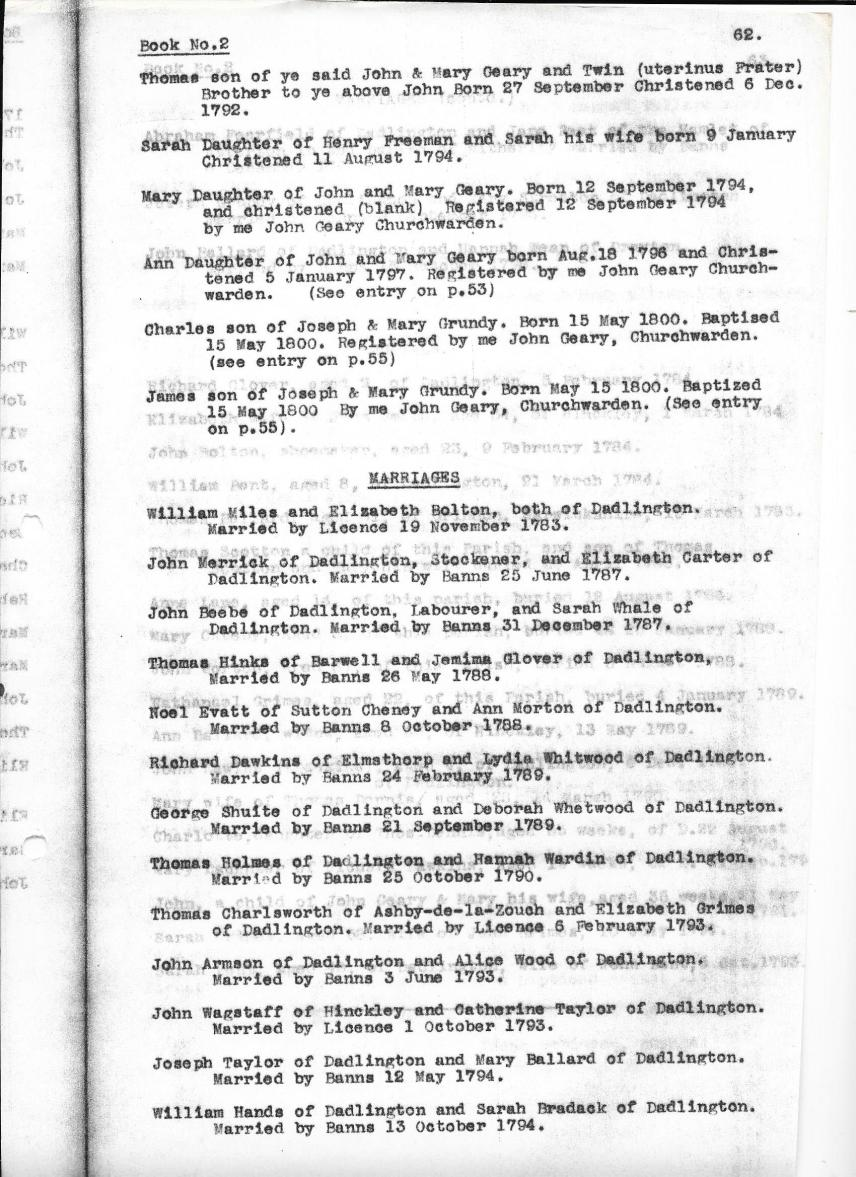 Book No.2
62.
Thomas son of ye said John & Mary Geary and Twin (uterinus Frater)
Brother to ye above John Born 27 September Christened 6 Dec.
1792.
Sarah Daughter of Henry Freeman and Sarah his wife born 9 January
Christened 11 August 1794.
Mary Daughter of John and Mary Geary. Born 12 September 1794,
and christened (blank) Registered 12 September 1794
by me John Geary Churchwarden.
Ann Daughter of John and Mary Geary born Aug.18 1796 and Chris-
tened 5 January 1797. Registered by me John Geary Church-
warden. (See entry on p.53)
Charles son of Joseph & Mary Grundy. Born 15 May 1800. Baptised
15 May 1800. Registered by me John Geary, Churchwarden.
(see entry on p.55)
James son of Joseph & Mary Grundy. Born May 15 1800. Baptized
15 May 1800 By me John Geary, Churchwarden. (See entry
on p.55).
MARRIAGES
William Miles and Elizabeth Bolton, both of Dadlington.
Married by Licence 19 November 1783.
John Merrick of Dadlington, Stockener, and Elizabeth Carter of
Dadlington. Married by Banns 25 June 1787.
John Beebe of Dadlington, Labourer, and Sarah Whale of
Dadlington. Married by Banns 31 December 1787.
Thomas Hinks of Barwell and Jemima Glover of Dadlington,
Married by Banns 26 May 1788.
Noel Evatt of Sutton Cheney and Ann Morton of Dadlington.
Married by Banns 8 October 1788.
Richard Dawkins of Elmsthorp and Lydia Whitwood of Dadlington.
Married by Banns 24 February 1789.
George Shuite of Dadlington and Deborah Whetwood of Dadlington.
Married by Banns 21 September 1789.
Thomas Holmes of Dadlington and Hannah Wardin of Dadlington.
Married by Banns 25 October 1790.
Thomas Charlsworth of Ashby-de-la-Zouch and Elizabeth Grimes
of Dadlington. Married by Licence 6 February 1793.
John Armson of Dadlington and Alice Wood of Dadlington.
Married by Banns 3 June 1793.
John Wagstaff of Hinckley and Catherine Taylor of Dadlington.
Married by Licence 1 October 1793.
Joseph Taylor of Dadlington and Mary Ballard of Dadlington.
Married by Banns 12 May 1794.
William Hands of Dadlington and Sarah Bradack of Dadlington.
Married by Banns 13 October 1794.